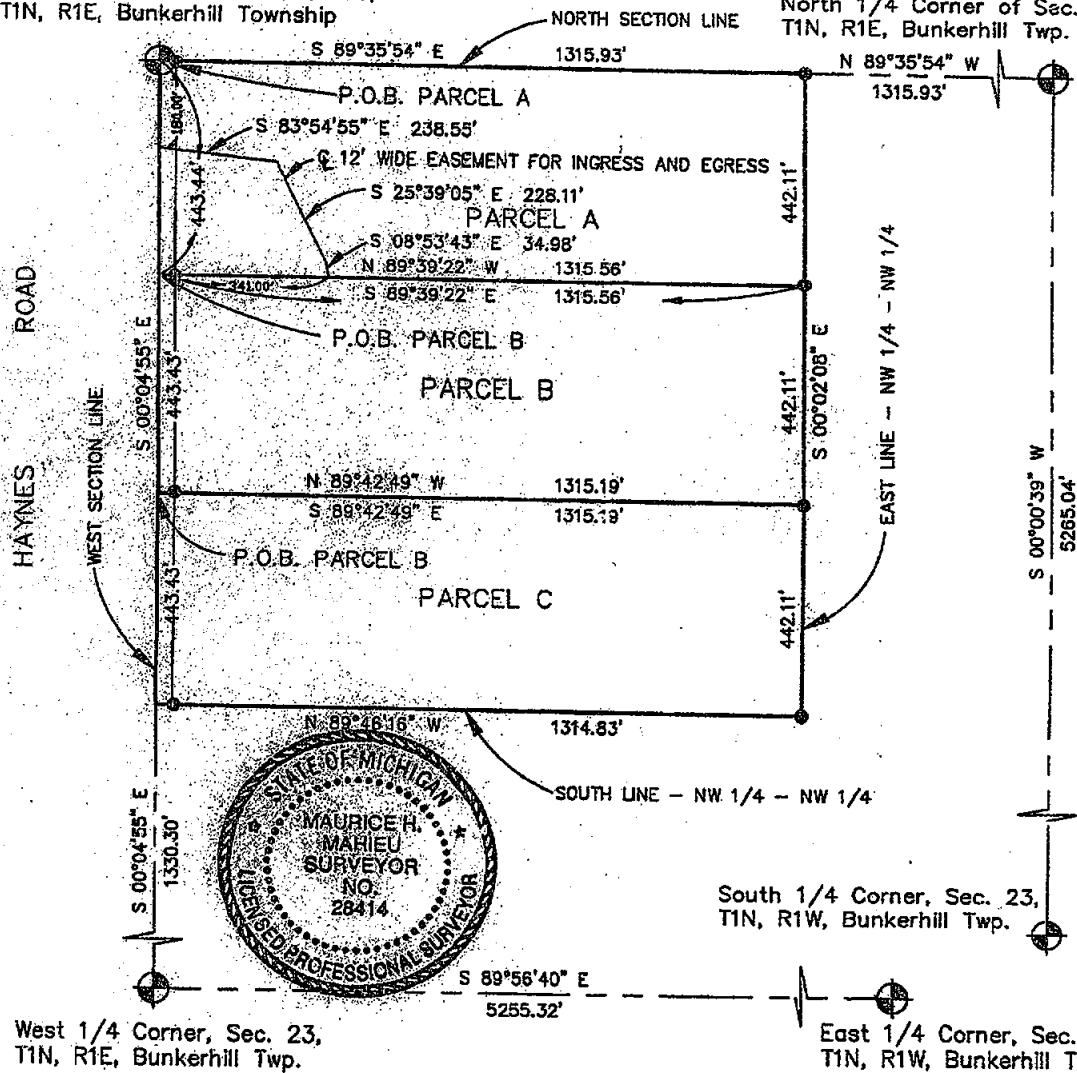 T1N, R1E, Bunkerhill Township
NORTH SECTION LINE
North 1/4 Corner of Sec.
T1N, R1E, Bunkerhill Twp.
S 89°35'54" E 1315.93'
N 89°35'54" W
1315.93'
P.O.B. PARCEL A
180.00'
S 83°54'55" E 238.55'
℄ 12' WIDE EASEMENT FOR INGRESS AND EGRESS
S 25°39'05" E 228.11'
PARCEL A
443.44'
442.11'
S 08°53'43" E 34.98'
N 89°39'22" W 1315.56'
341.00'
S 89°39'22" E 1315.56'
P.O.B. PARCEL B
PARCEL B
HAYNES ROAD
WEST SECTION LINE
S 00°04'55" E
443.43'
442.11'
S 00°02'08" E
EAST LINE - NW 1/4 - NW 1/4
S 00°00'39" W
5265.04'
N 89°42'49" W 1315.19'
S 89°42'49" E 1315.19'
P.O.B. PARCEL B
PARCEL C
443.43'
442.11'
N 89°46'16" W 1314.83'
SOUTH LINE - NW 1/4 - NW 1/4
S 00°04'55" E
1330.30'
STATE OF MICHIGAN
MAURICE H.
MAHIEU
SURVEYOR
NO.
28414
LICENSED PROFESSIONAL SURVEYOR
South 1/4 Corner, Sec. 23,
T1N, R1W, Bunkerhill Twp.
S 89°56'40" E
5255.32'
West 1/4 Corner, Sec. 23,
T1N, R1E, Bunkerhill Twp.
East 1/4 Corner, Sec.
T1N, R1W, Bunkerhill T